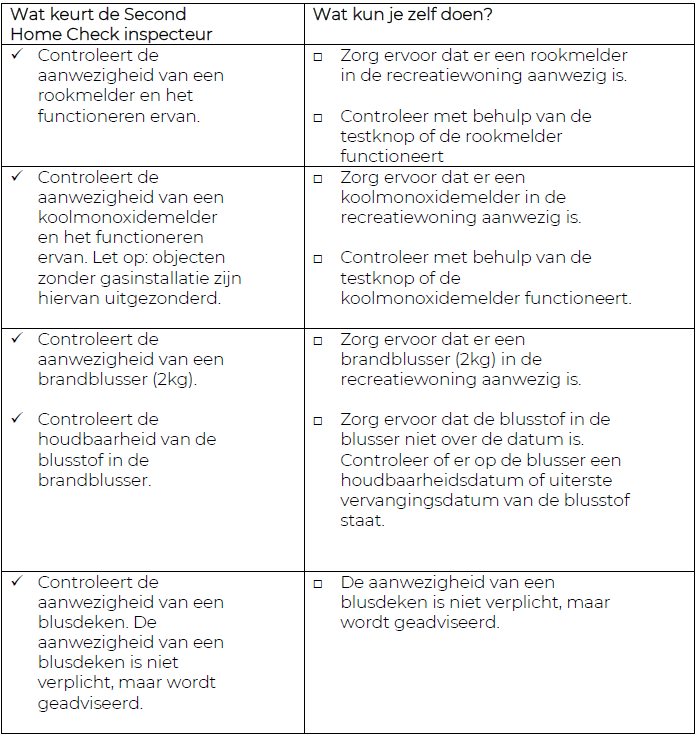 Wat keurt de Second
Home Check inspecteur
Wat kun je zelf doen?
✓ Controleert de
aanwezigheid van een
rookmelder en het
functioneren ervan.
□ Zorg ervoor dat er een rookmelder
in de recreatiewoning aanwezig is.
□ Controleer met behulp van de
testknop of de rookmelder
functioneert
✓ Controleert de
aanwezigheid van een
koolmonoxidemelder
en het functioneren
ervan. Let op: objecten
zonder gasinstallatie zijn
hiervan uitgezonderd.
□ Zorg ervoor dat er een
koolmonoxidemelder in de
recreatiewoning aanwezig is.
□ Controleer met behulp van de
testknop of de
koolmonoxidemelder functioneert.
✓ Controleert de
aanwezigheid van een
brandblusser (2kg).
✓ Controleert de
houdbaarheid van de
blusstof in de
brandblusser.
□ Zorg ervoor dat er een
brandblusser (2kg) in de
recreatiewoning aanwezig is.
□ Zorg ervoor dat de blusstof in de
blusser niet over de datum is.
Controleer of er op de blusser een
houdbaarheidsdatum of uiterste
vervangingsdatum van de blusstof
staat.
✓ Controleert de
aanwezigheid van een
blusdeken. De
aanwezigheid van een
blusdeken is niet
verplicht, maar wordt
geadviseerd.
□ De aanwezigheid van een
blusdeken is niet verplicht, maar
wordt geadviseerd.